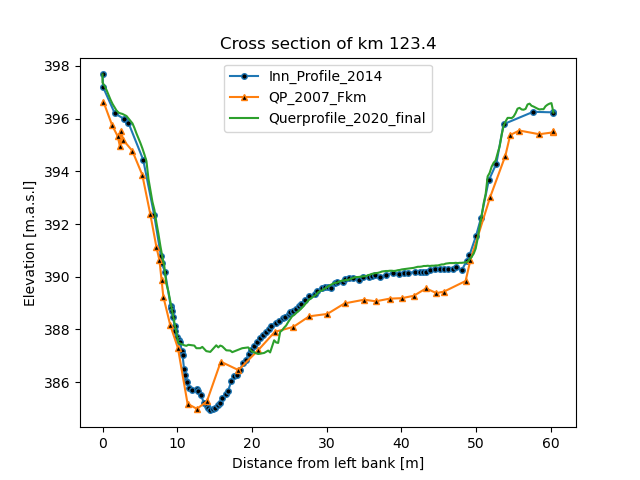 Cross section of km 123.4
Inn_Profile_2014
QP_2007_Fkm
Querprofile_2020_final
Elevation [m.a.s.l]
398
396
394
392
390
388
386
0 10 20 30 40 50 60
Distance from left bank [m]